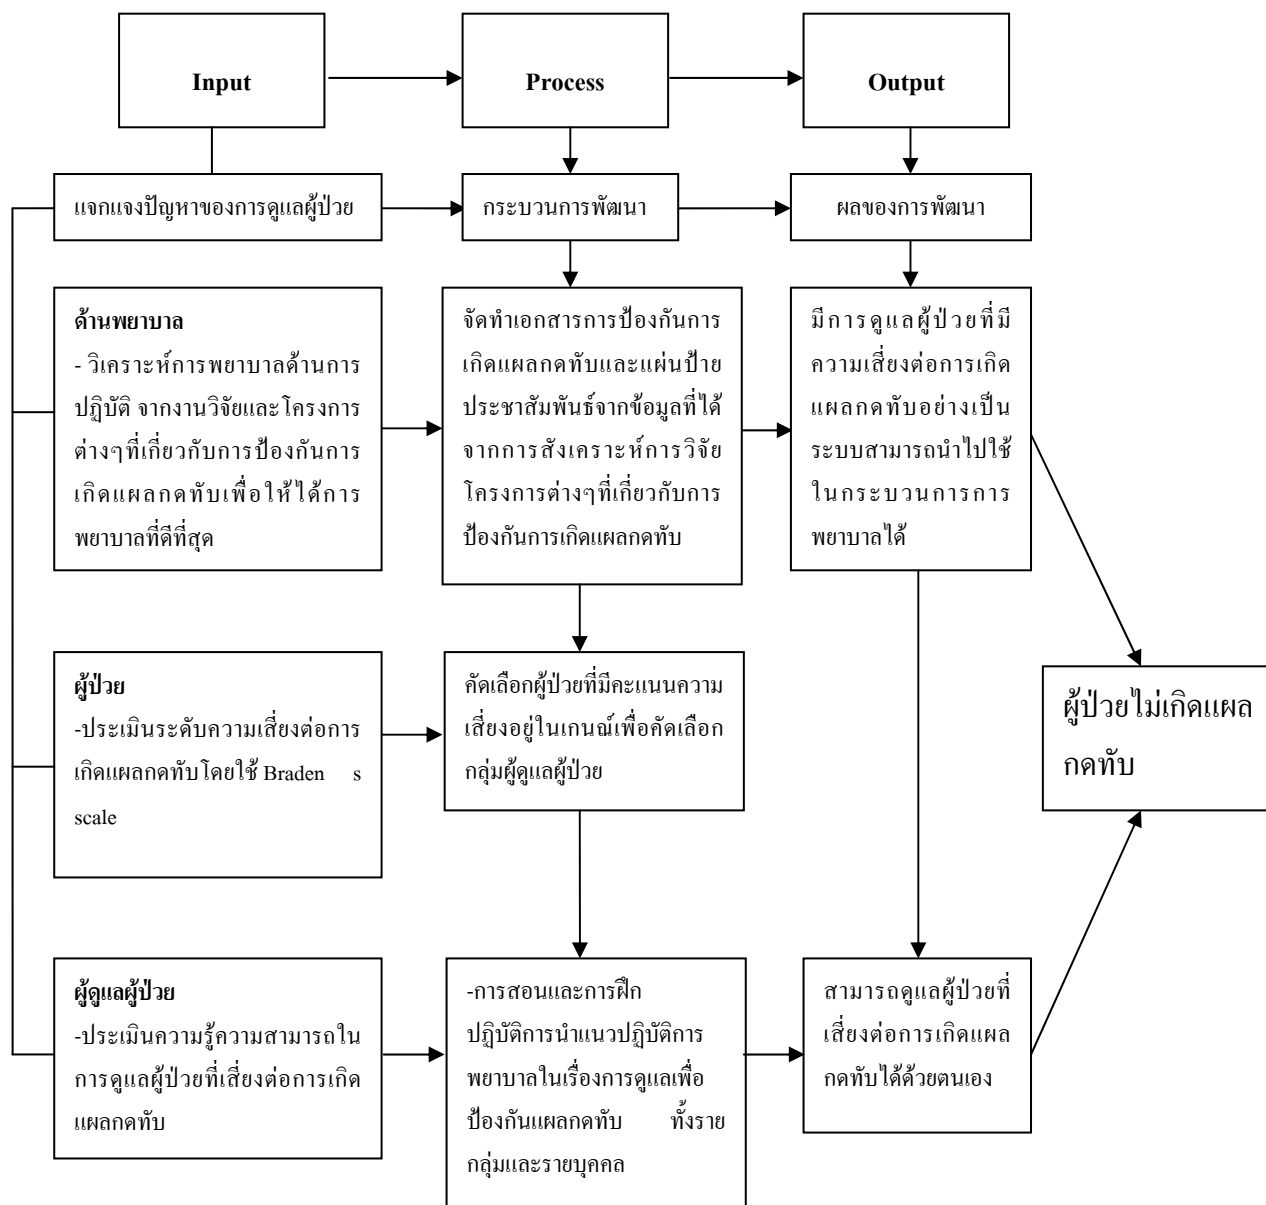 Input
Process
Output
แจกแจงปัญหาของการดูแลผู้ป่วย
กระบวนการพัฒนา
ผลของการพัฒนา
ด้านพยาบาล
- วิเคราะห์การพยาบาลด้านการ
ปฏิบัติ จากงานวิจัยและโครงการ
ต่างๆที่เกี่ยวกับการป้องกันการ
เกิดแผลกดทับเพื่อให้ได้การ
พยาบาลที่ดีที่สุด
จัดทำเอกสารการป้องกันการ
เกิดแผลกดทับและแผ่นป้าย
ประชาสัมพันธ์จากข้อมูลที่ได้
จากการสังเคราะห์การวิจัย
โครงการต่างๆที่เกี่ยวกับการ
ป้องกันการเกิดแผลกดทับ
มีการดูแลผู้ป่วยที่มี
ความเสี่ยงต่อการเกิด
แผลกดทับอย่างเป็น
ระบบสามารถนำไปใช้
ในกระบวนการการ
พยาบาลได้
ผู้ป่วย
-ประเมินระดับความเสี่ยงต่อการ
เกิดแผลกดทับโดยใช้ Braden s
scale
คัดเลือกผู้ป่วยที่มีคะแนนความ
เสี่ยงอยู่ในเกนณ์เพื่อคัดเลือก
กลุ่มผู้ดูแลผู้ป่วย
ผู้ป่วยไม่เกิดแผล
กดทับ
ผู้ดูแลผู้ป่วย
-ประเมินความรู้ความสามารถใน
การดูแลผู้ป่วยที่เสี่ยงต่อการเกิด
แผลกดทับ
-การสอนและการฝึก
ปฏิบัติการนำแนวปฏิบัติการ
พยาบาลในเรื่องการดูแลเพื่อ
ป้องกันแผลกดทับ ทั้งราย
กลุ่มและรายบุคคล
สามารถดูแลผู้ป่วยที่
เสี่ยงต่อการเกิดแผล
กดทับได้ด้วยตนเอง